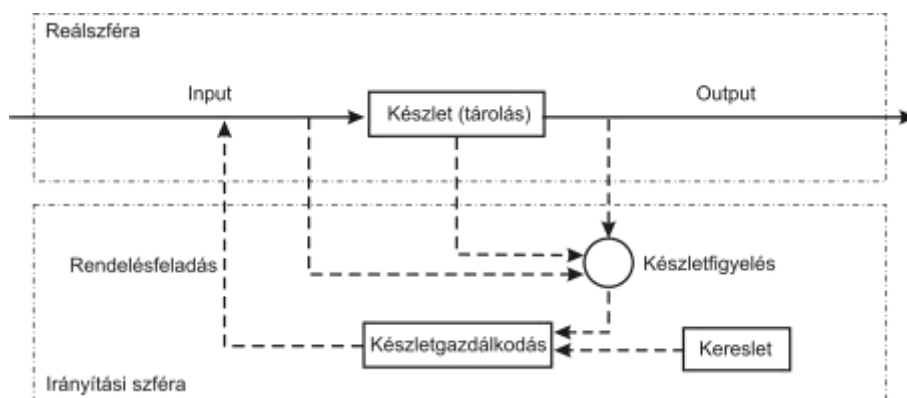 Reálszféra
Input
Output
Készlet (tárolás)
Rendelésfeladás
Készletfigyelés
Készletgazdálkodás
Kereslet
Irányítási szféra